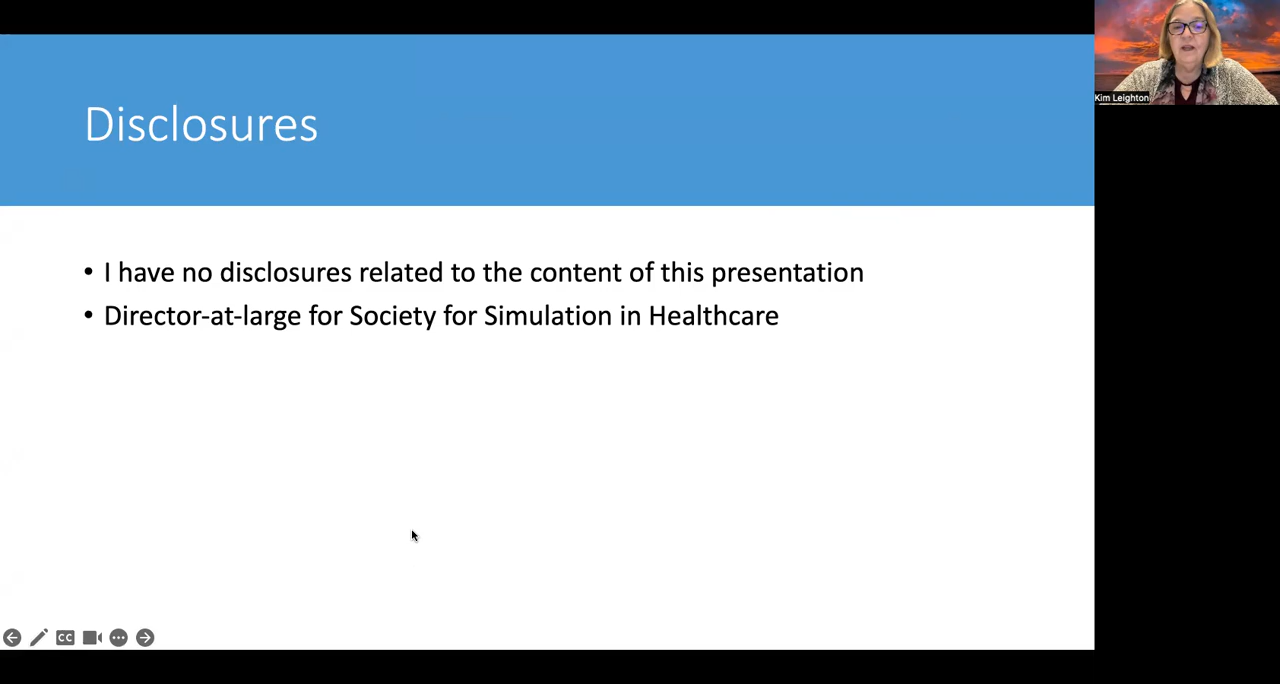 Disclosures
• I have no disclosures related to the content of this presentation
• Director-at-large for Society for Simulation in Healthcare
Kim Leighton
CC